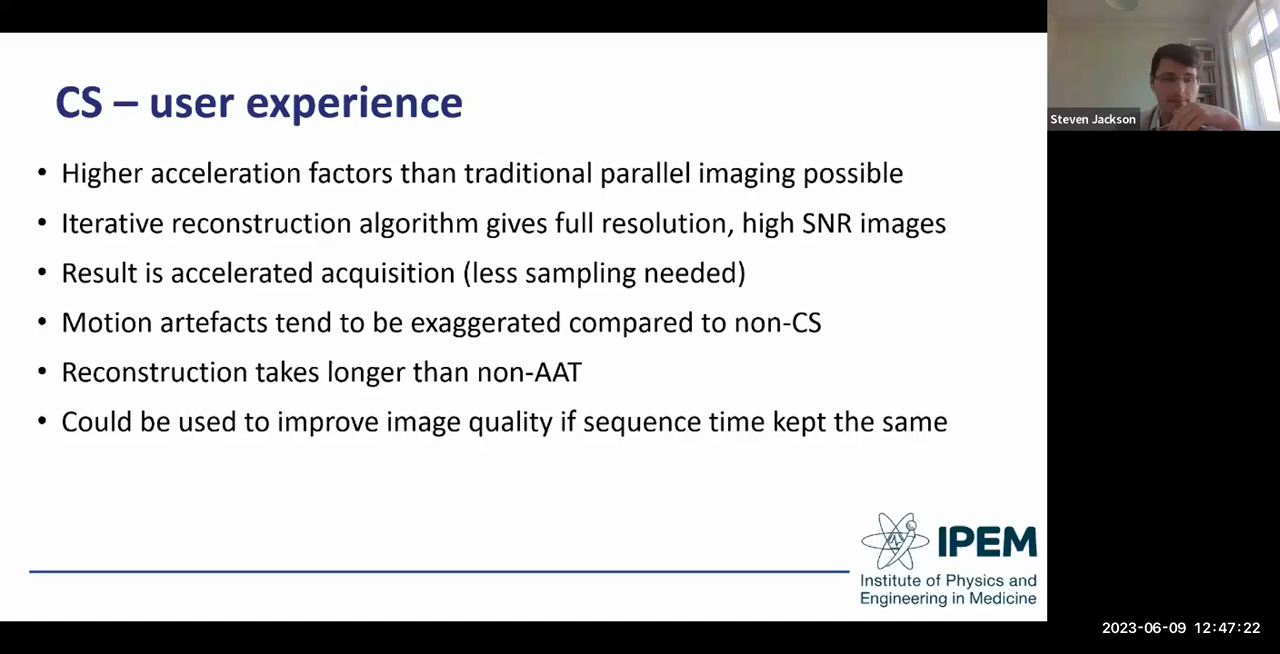 CS – user experience
• Higher acceleration factors than traditional parallel imaging possible
• Iterative reconstruction algorithm gives full resolution, high SNR images
• Result is accelerated acquisition (less sampling needed)
• Motion artefacts tend to be exaggerated compared to non-CS
• Reconstruction takes longer than non-AAT
• Could be used to improve image quality if sequence time kept the same
IPEM
Institute of Physics and
Engineering in Medicine
Steven Jackson
2023-06-09 12:47:22